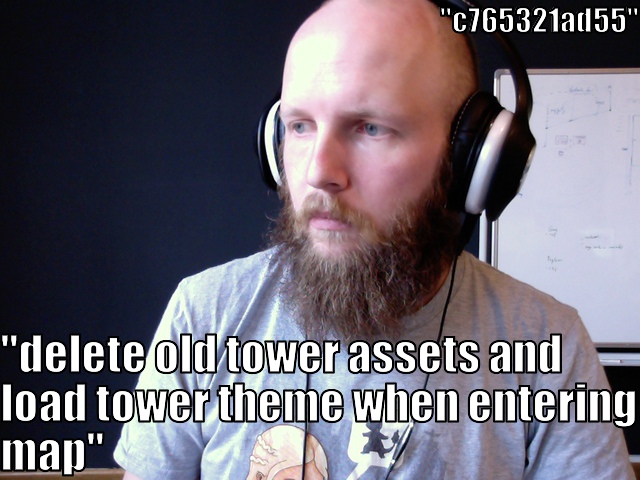 "c765321ad55"
"delete old tower assets and
load tower theme when entering
map"